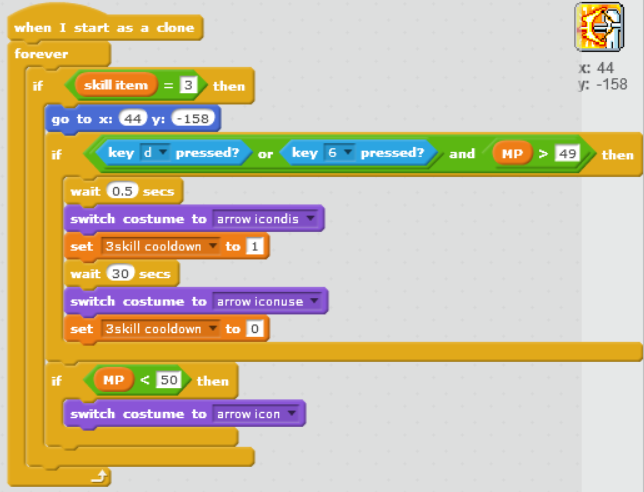 when I start as a clone
forever
if skill item = 3 then
x: 44
y: -158
go to x: 44 y: -158
if key d pressed? or key 6 pressed? and MP > 49 then
wait 0.5 secs
switch costume to arrow icondis
set 3skill cooldown to 1
wait 30 secs
switch costume to arrow iconuse
set 3skill cooldown to 0
if MP < 50 then
switch costume to arrow icon